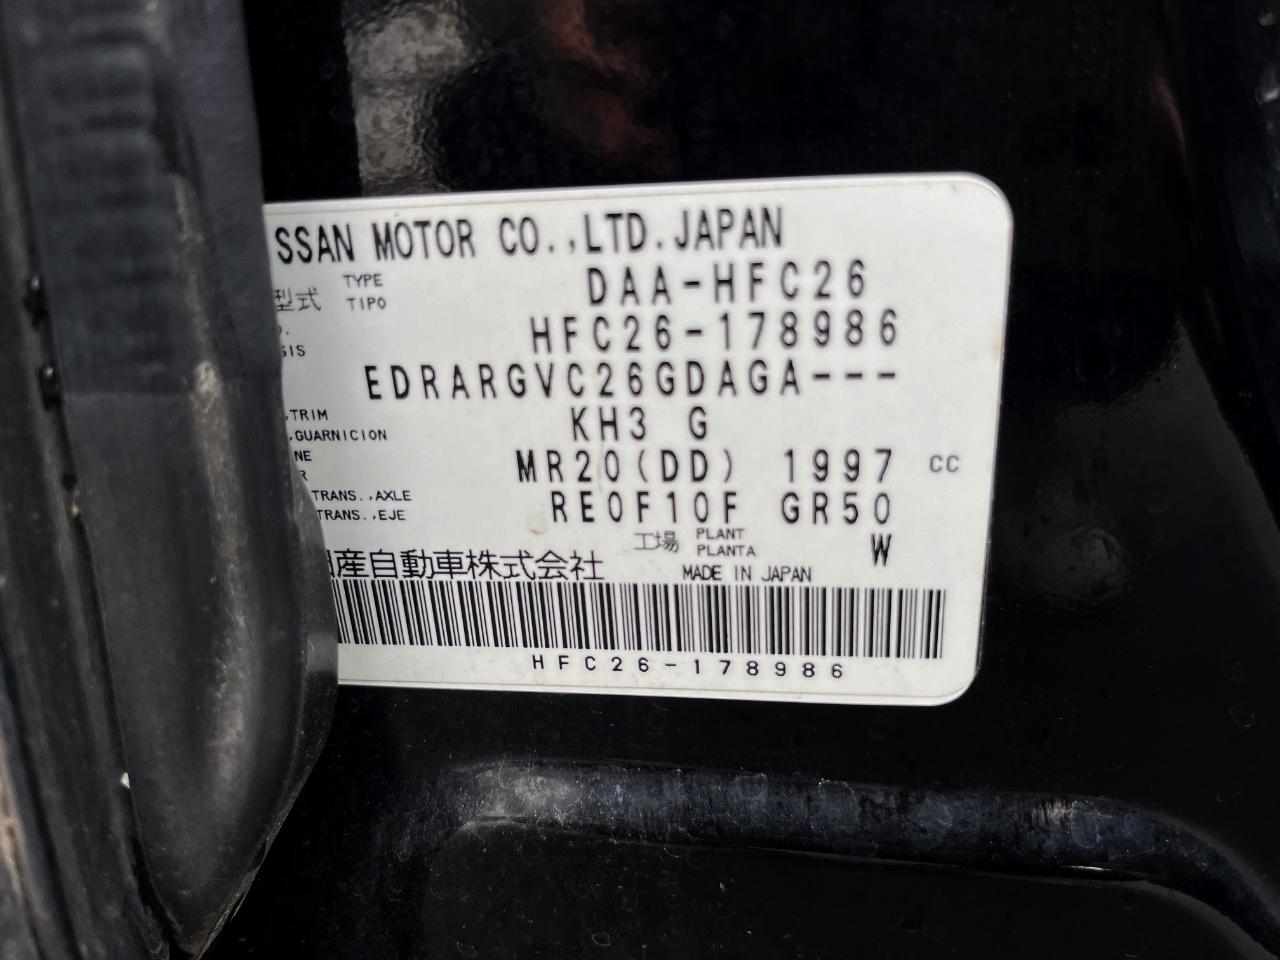 SSAN MOTOR CO.,LTD.JAPAN
型式 TYPE TIPO DAA-HFC26
HFC26-178986
SIS
EDRARGVC26GDAGA---
,TRIM
,GUARNICION KH3 G
NE
R MR20(DD) 1997 CC
TRANS.,AXLE
TRANS.,EJE RE0F10F GR50
工場 PLANT PLANTA W
産自動車株式会社 MADE IN JAPAN
HFC26-178986